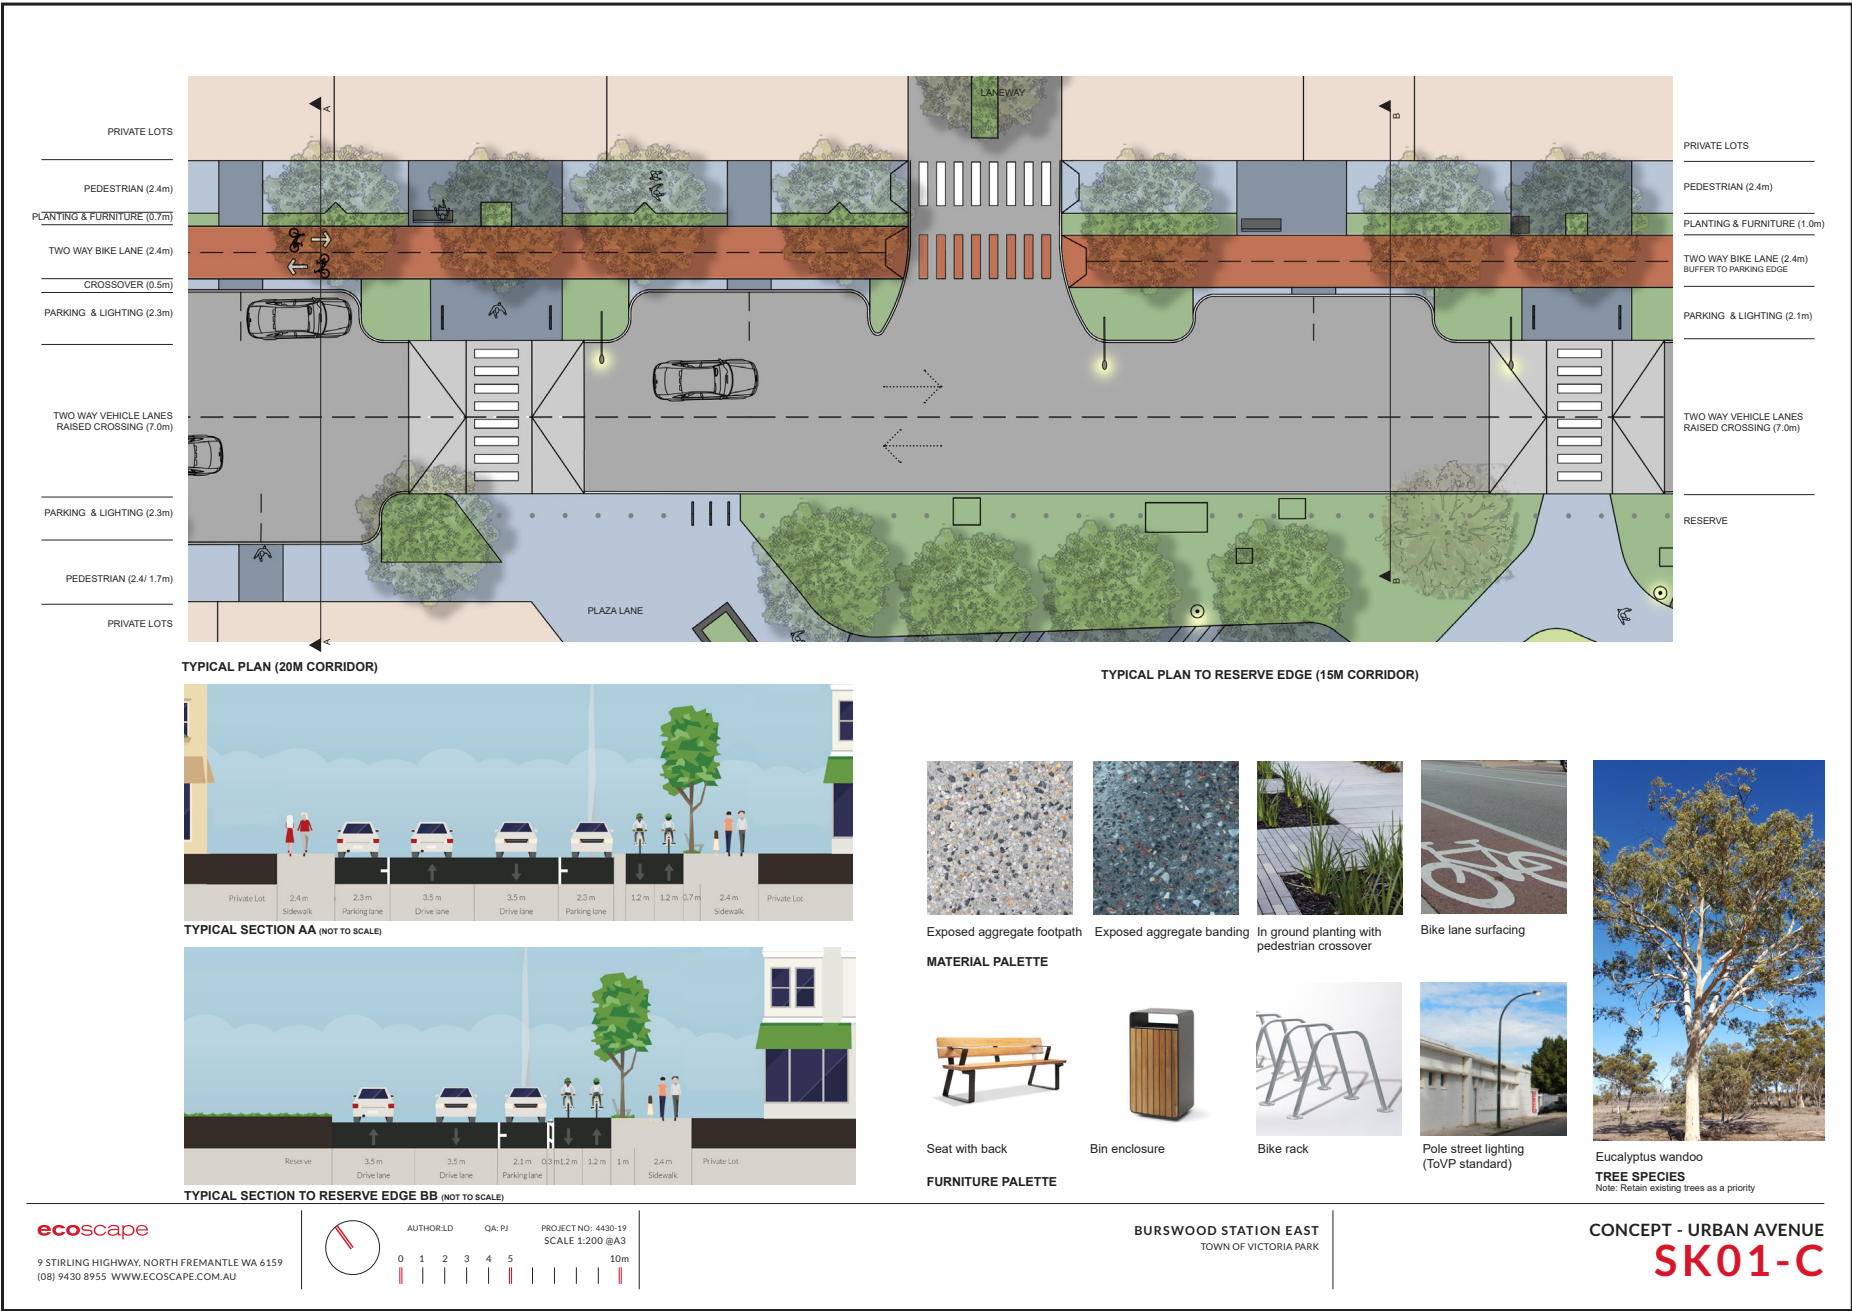 LANEWAY
A
B
PRIVATE LOTS
PEDESTRIAN (2.4m)
PLANTING & FURNITURE (0.7m)
TWO WAY BIKE LANE (2.4m)
CROSSOVER (0.5m)
PARKING & LIGHTING (2.3m)
TWO WAY VEHICLE LANES
RAISED CROSSING (7.0m)
PARKING & LIGHTING (2.3m)
PEDESTRIAN (2.4/ 1.7m)
PRIVATE LOTS
PRIVATE LOTS
PEDESTRIAN (2.4m)
PLANTING & FURNITURE (1.0m)
TWO WAY BIKE LANE (2.4m)
BUFFER TO PARKING EDGE
PARKING & LIGHTING (2.1m)
TWO WAY VEHICLE LANES
RAISED CROSSING (7.0m)
RESERVE
B
PLAZA LANE
A
TYPICAL PLAN (20M CORRIDOR)
TYPICAL PLAN TO RESERVE EDGE (15M CORRIDOR)
Private Lot 2.4 m 2.3 m 3.5 m 3.5 m 2.3 m 1.2 m 1.2 m 0.7 m 2.4 m Private Lot
Sidewalk Parking lane Drive lane Drive lane Parking lane Sidewalk
TYPICAL SECTION AA (NOT TO SCALE)
Reserve 3.5 m 3.5 m 2.1 m 0.3 m 1.2 m 1.2 m 1 m 2.4 m Private Lot
Drive lane Drive lane Parking lane Sidewalk
TYPICAL SECTION TO RESERVE EDGE BB (NOT TO SCALE)
Exposed aggregate footpath
Exposed aggregate banding
In ground planting with
pedestrian crossover
Bike lane surfacing
MATERIAL PALETTE
Seat with back
Bin enclosure
Bike rack
Pole street lighting
(ToVP standard)
FURNITURE PALETTE
Eucalyptus wandoo
TREE SPECIES
Note: Retain existing trees as a priority
ecoscape
9 STIRLING HIGHWAY, NORTH FREMANTLE WA 6159
(08) 9430 8955 WWW.ECOSCAPE.COM.AU
AUTHOR:LD QA: PJ PROJECT NO: 4430-19
SCALE 1:200 @A3
0 1 2 3 4 5 10m
BURSWOOD STATION EAST
TOWN OF VICTORIA PARK
CONCEPT - URBAN AVENUE
SK01-C